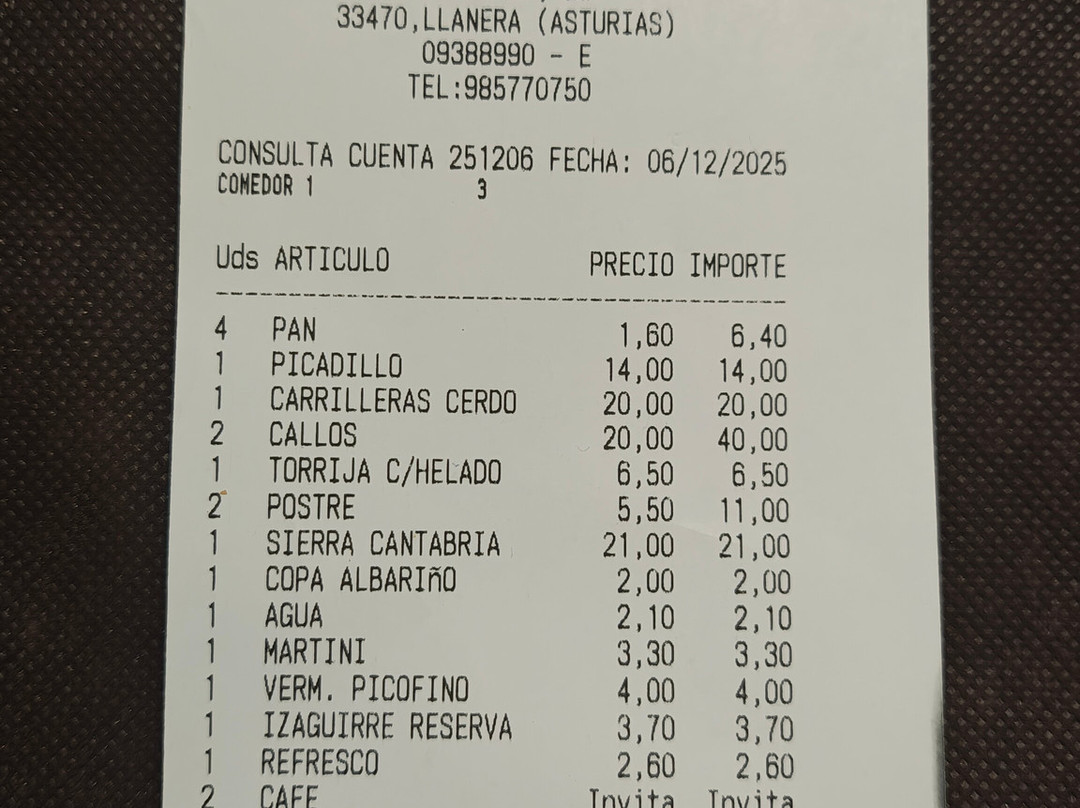 33470,LLANERA (ASTURIAS)
09388990 - E
TEL:985770750
CONSULTA CUENTA 251206 FECHA: 06/12/2025
COMEDOR 1 3
Uds ARTICULO PRECIO IMPORTE
4 PAN 1,60 6,40
1 PICADILLO 14,00 14,00
1 CARRILLERAS CERDO 20,00 20,00
2 CALLOS 20,00 40,00
1 TORRIJA C/HELADO 6,50 6,50
2 POSTRE 5,50 11,00
1 SIERRA CANTABRIA 21,00 21,00
1 COPA ALBARIñO 2,00 2,00
1 AGUA 2,10 2,10
1 MARTINI 3,30 3,30
1 VERM. PICOFINO 4,00 4,00
1 IZAGUIRRE RESERVA 3,70 3,70
1 REFRESCO 2,60 2,60
2 CAFE Invita Invita